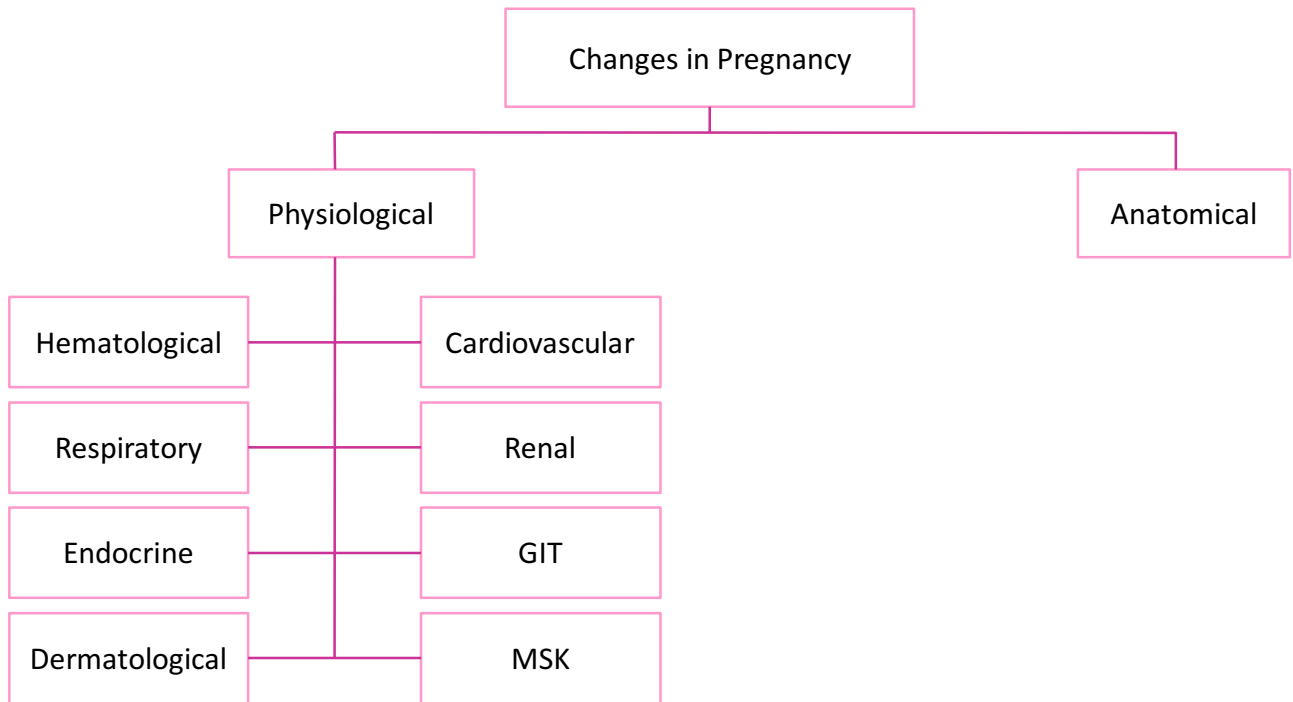 Changes in Pregnancy
Physiological
Anatomical
Hematological
Cardiovascular
Respiratory
Renal
Endocrine
GIT
Dermatological
MSK